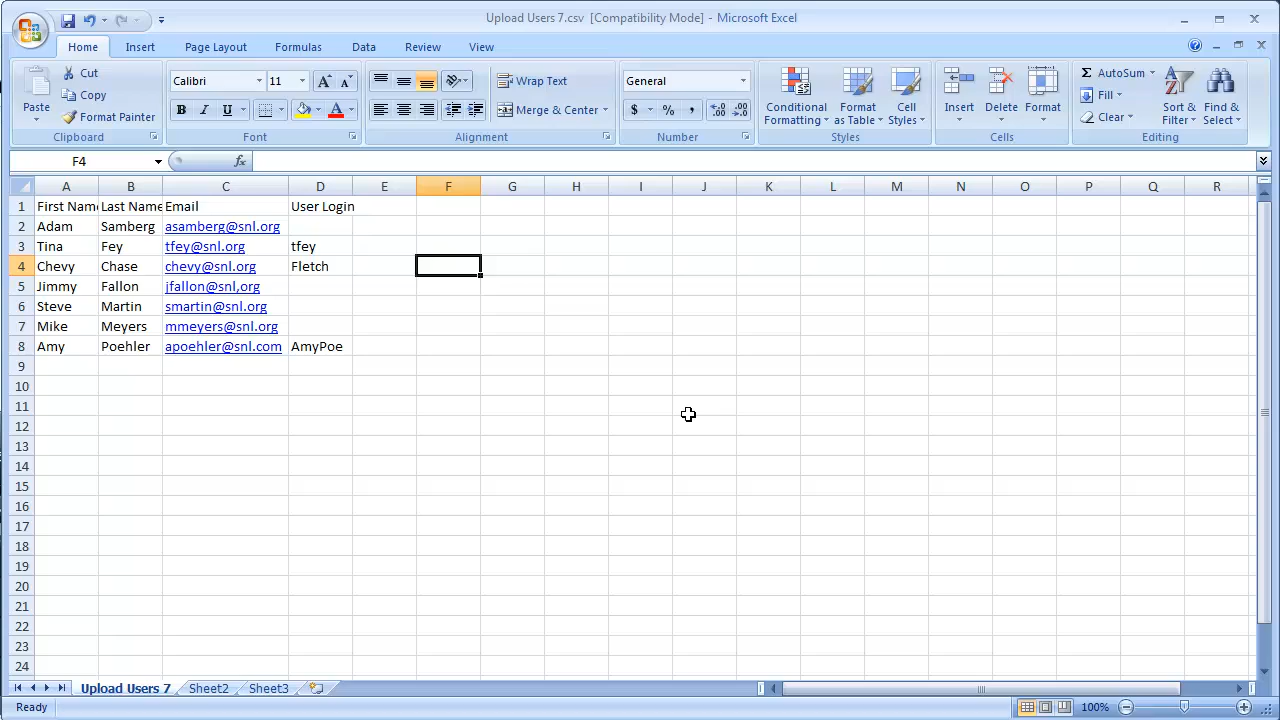 Upload Users 7.csv [Compatibility Mode] - Microsoft Excel
Home Insert Page Layout Formulas Data Review View
Paste Cut Copy Format Painter Clipboard
Calibri 11 B I U A A A Font
Wrap Text Merge & Center Alignment
General $ % , .0 .00 .00 .0 Number
Conditional Formatting Format as Table Cell Styles Styles
Insert Delete Format Cells
Σ AutoSum Fill Clear Sort & Filter Find & Select Editing
F4 fx
A B C D E F G H I J K L M N O P Q R
1 First Name Last Name Email User Login
2 Adam Samberg asamberg@snl.org
3 Tina Fey tfey@snl.org tfey
4 Chevy Chase chevy@snl.org Fletch
5 Jimmy Fallon jfallon@snl,org
6 Steve Martin smartin@snl.org
7 Mike Meyers mmeyers@snl.org
8 Amy Poehler apoehler@snl.com AmyPoe
9
10
11
12
13
14
15
16
17
18
19
20
21
22
23
24
Upload Users 7 Sheet2 Sheet3
Ready 100%